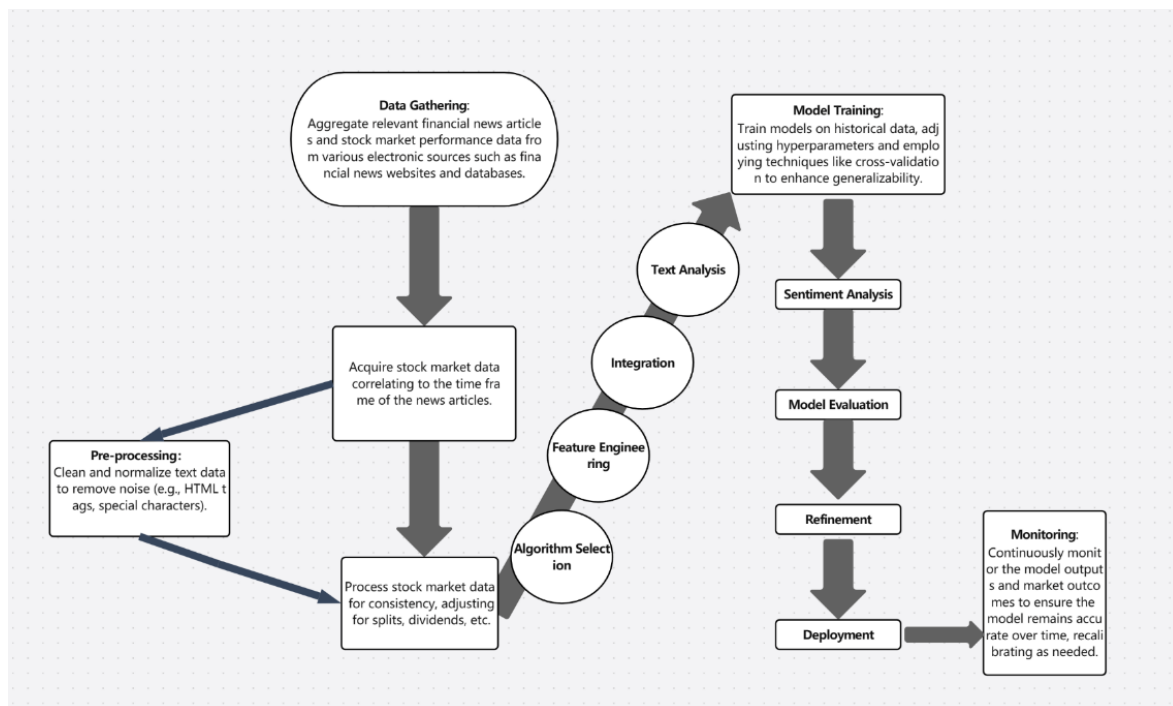 Data Gathering:
Aggregate relevant financial news article
s and stock market performance data fro
m various electronic sources such as fina
ncial news websites and databases.
Acquire stock market data
correlating to the time fra
me of the news articles.
Pre-processing:
Clean and normalize text data
to remove noise (e.g., HTML t
ags, special characters).
Process stock market data
for consistency, adjusting
for splits, dividends, etc.
Algorithm Select
ion
Feature Enginee
ring
Integration
Text Analysis
Model Training:
Train models on historical data, adj
usting hyperparameters and emplo
ying techniques like cross-validatio
n to enhance generalizability.
Sentiment Analysis
Model Evaluation
Refinement
Deployment
Monitoring:
Continuously monit
or the model output
s and market outco
mes to ensure the
model remains accu
rate over time, recali
brating as needed.